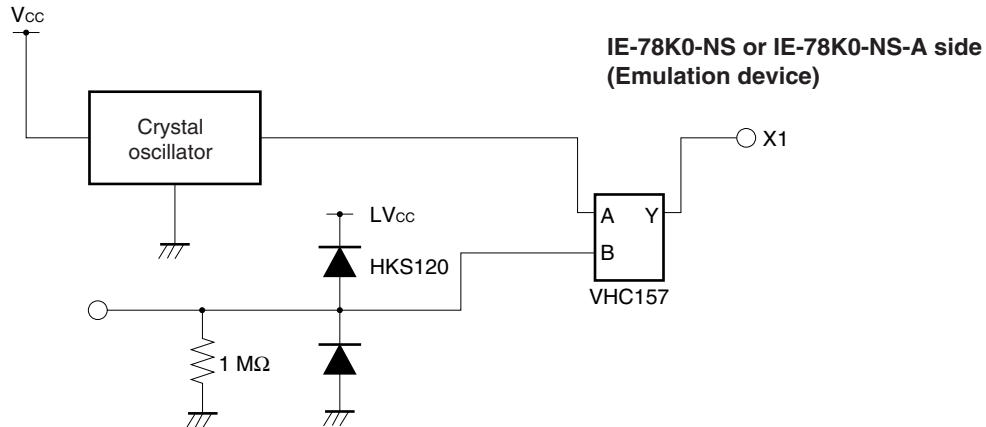 Vcc
IE-78K0-NS or IE-78K0-NS-A side
(Emulation device)
Crystal
oscillator
X1
LVcc
A Y
HKS120
B
VHC157
1 MΩ